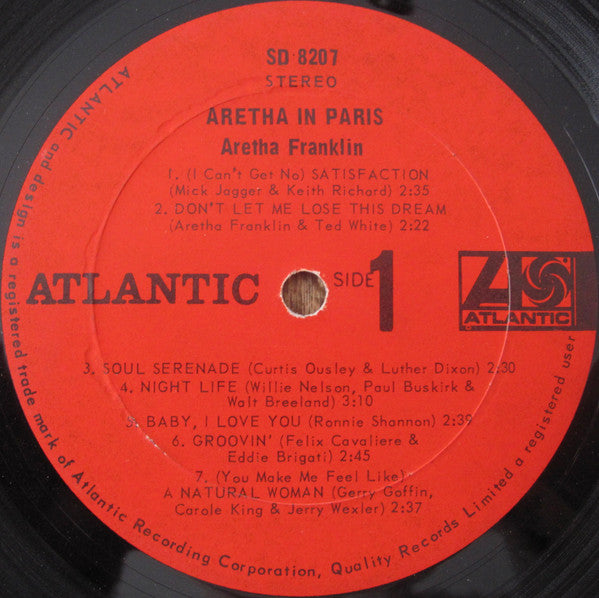 SD 8207
STEREO
ARETHA IN PARIS
Aretha Franklin
1. (I Can't Get No) SATISFACTION
(Mick Jagger & Keith Richard) 2:35
2. DON'T LET ME LOSE THIS DREAM
(Aretha Franklin & Ted White) 2:22
ATLANTIC
SIDE 1
ATLANTIC
3. SOUL SERENADE (Curtis Ousley & Luther Dixon) 2:30
4. NIGHT LIFE (Willie Nelson, Paul Buskirk &
Walt Breeland) 3:10
5. BABY, I LOVE YOU (Ronnie Shannon) 2:39
6. GROOVIN' (Felix Cavaliere &
Eddie Brigati) 2:45
7. (You Make Me Feel Like)
A NATURAL WOMAN (Gerry Goffin,
Carole King & Jerry Wexler) 2:37
ATLANTIC and design is a registered trade mark of Atlantic Recording Corporation, Quality Records Limited a registered user